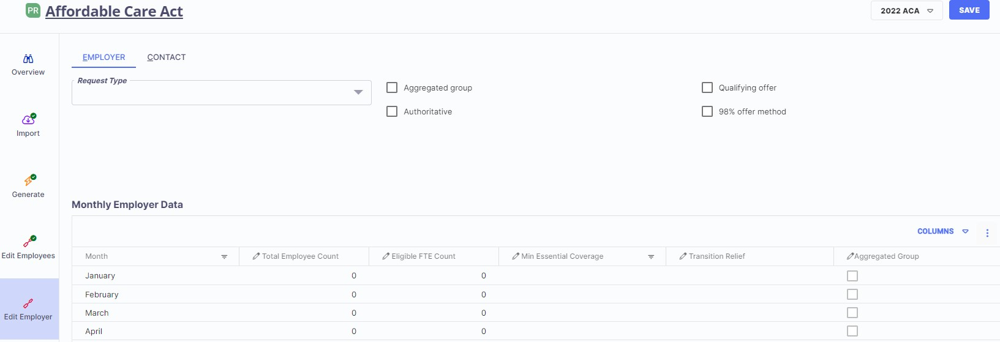 PR Affordable Care Act
2022 ACA
SAVE
Overview
Import
Generate
Edit Employees
Edit Employer
EMPLOYER CONTACT
Request Type
Aggregated group
Qualifying offer
Authoritative
98% offer method
Monthly Employer Data
COLUMNS
Month Total Employee Count Eligible FTE Count Min Essential Coverage Transition Relief Aggregated Group
January 0 0
February 0 0
March 0 0
April 0 0